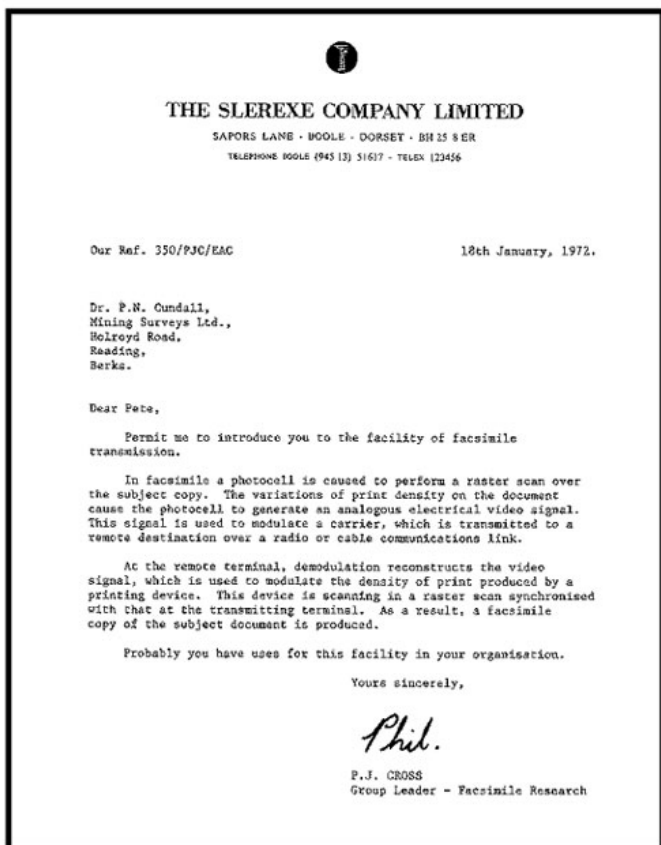 THE SLEREXE COMPANY LIMITED
SAPORS LANE - BOOLE - DORSET - BH 25 8 ER
TELEPHONE BOOLE (945 13) 51617 - TELEX 123456
Our Ref. 350/PJC/EAC 18th January, 1972.
Dr. P.N. Cundall,
Mining Surveys Ltd.,
Holroyd Road,
Reading,
Berks.
Dear Pete,
Permit me to introduce you to the facility of facsimile
transmission.
In facsimile a photocell is caused to perform a raster scan over
the subject copy. The variations of print density on the document
cause the photocell to generate an analogous electrical video signal.
This signal is used to modulate a carrier, which is transmitted to a
remote destination over a radio or cable communications link.
At the remote terminal, demodulation reconstructs the video
signal, which is used to modulate the density of print produced by a
printing device. This device is scanning in a raster scan synchronised
with that at the transmitting terminal. As a result, a facsimile
copy of the subject document is produced.
Probably you have uses for this facility in your organisation.
Yours sincerely,
Phil.
P.J. CROSS
Group Leader - Facsimile Research